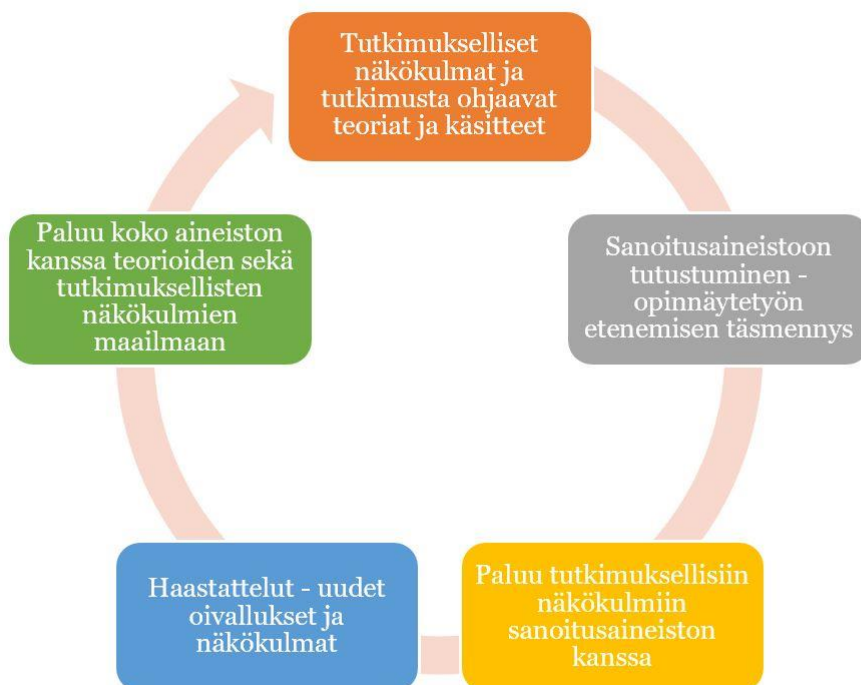 Tutkimukselliset
näkökulmat ja
tutkimusta ohjaavat
teoriat ja käsitteet
Sanoitusaineistoon
tutustuminen -
opinnäytetyön
etenemisen täsmennys
Paluu tutkimuksellisiin
näkökulmiin
sanoitusaineiston
kanssa
Haastattelut - uudet
oivallukset ja
näkökulmat
Paluu koko aineiston
kanssa teorioiden sekä
tutkimuksellisten
näkökulmien
maailmaan